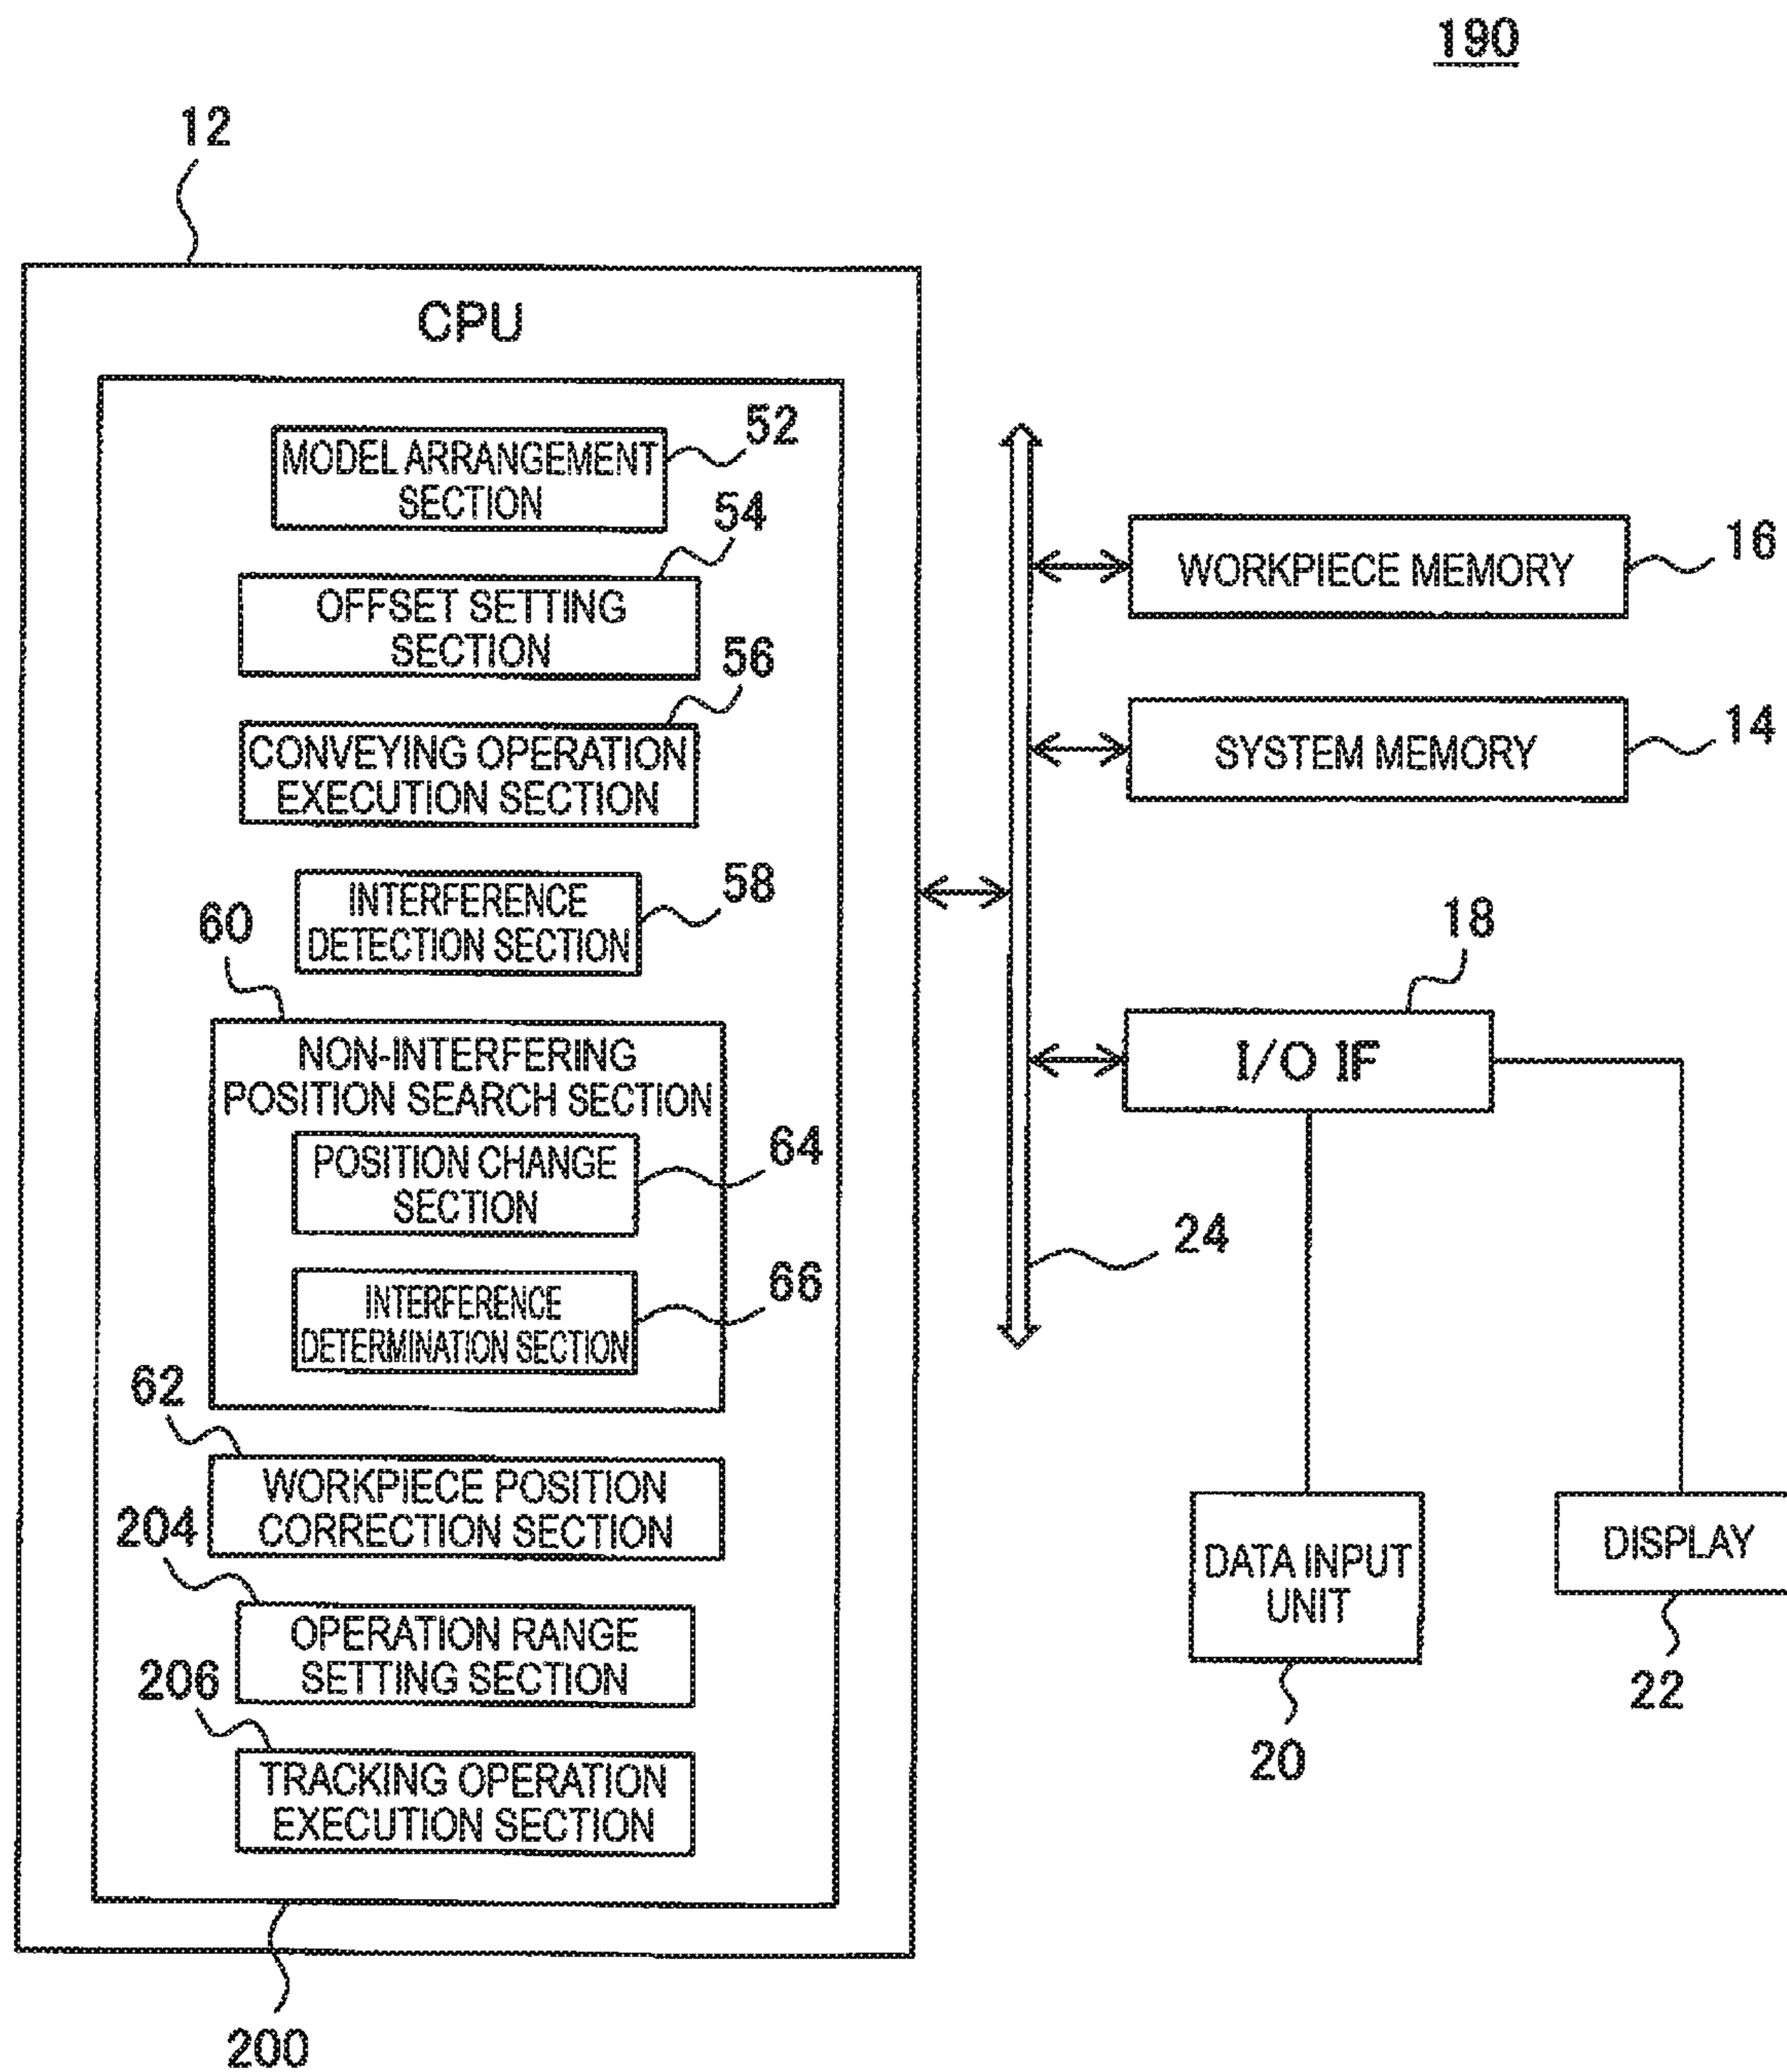 190
12
CPU
52
MODEL ARRANGEMENT
SECTION
54
OFFSET SETTING
SECTION
56
CONVEYING OPERATION
EXECUTION SECTION
58
INTERFERENCE
DETECTION SECTION
60
NON-INTERFERING
POSITION SEARCH SECTION
64
POSITION CHANGE
SECTION
66
INTERFERENCE
DETERMINATION SECTION
62
WORKPIECE POSITION
CORRECTION SECTION
204
OPERATION RANGE
SETTING SECTION
206
TRACKING OPERATION
EXECUTION SECTION
200
WORKPIECE MEMORY
16
SYSTEM MEMORY
14
18
I/O IF
24
DATA INPUT
UNIT
20
DISPLAY
22